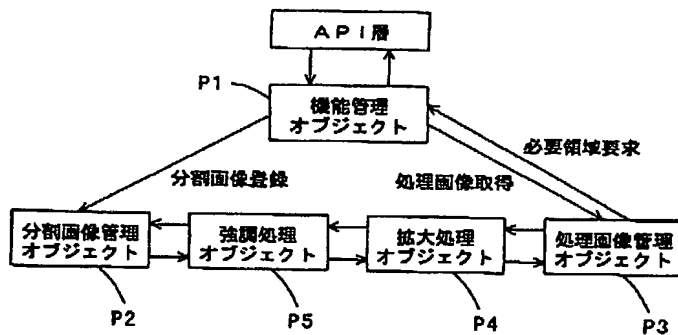 API層
P1
機能管理
オブジェクト
必要領域要求
分割画像登録
処理画像取得
分割画像管理
オブジェクト
強調処理
オブジェクト
拡大処理
オブジェクト
処理画像管理
オブジェクト
P2
P5
P4
P3